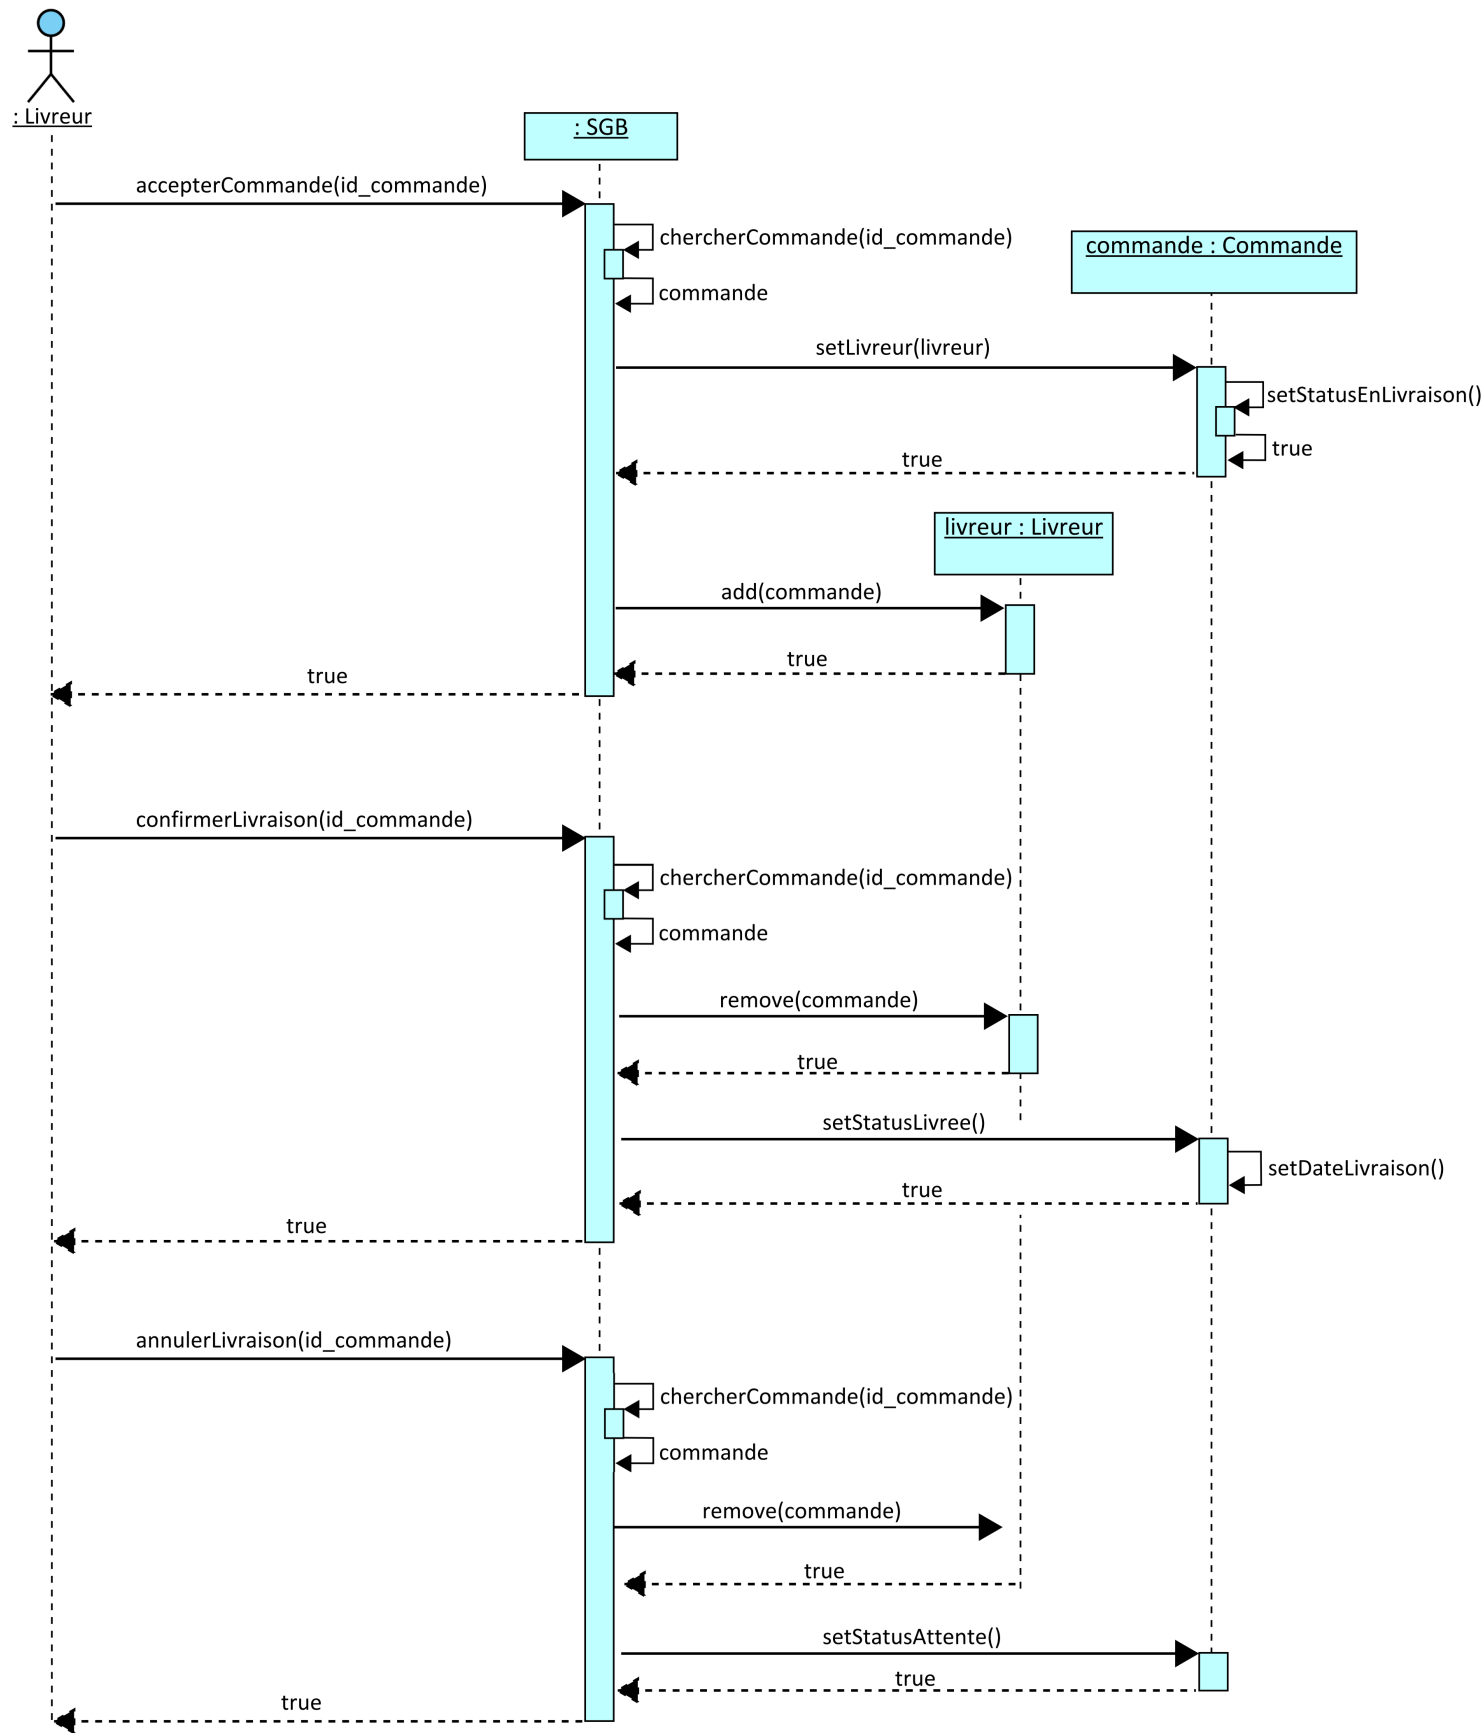 : Livreur
: SGB
accepterCommande(id_commande)
chercherCommande(id_commande)
commande : Commande
commande
setLivreur(livreur)
setStatusEnLivraison()
true
true
livreur : Livreur
add(commande)
true
true
confirmerLivraison(id_commande)
chercherCommande(id_commande)
commande
remove(commande)
true
setStatusLivree()
setDateLivraison()
true
true
annulerLivraison(id_commande)
chercherCommande(id_commande)
commande
remove(commande)
true
setStatusAttente()
true
true